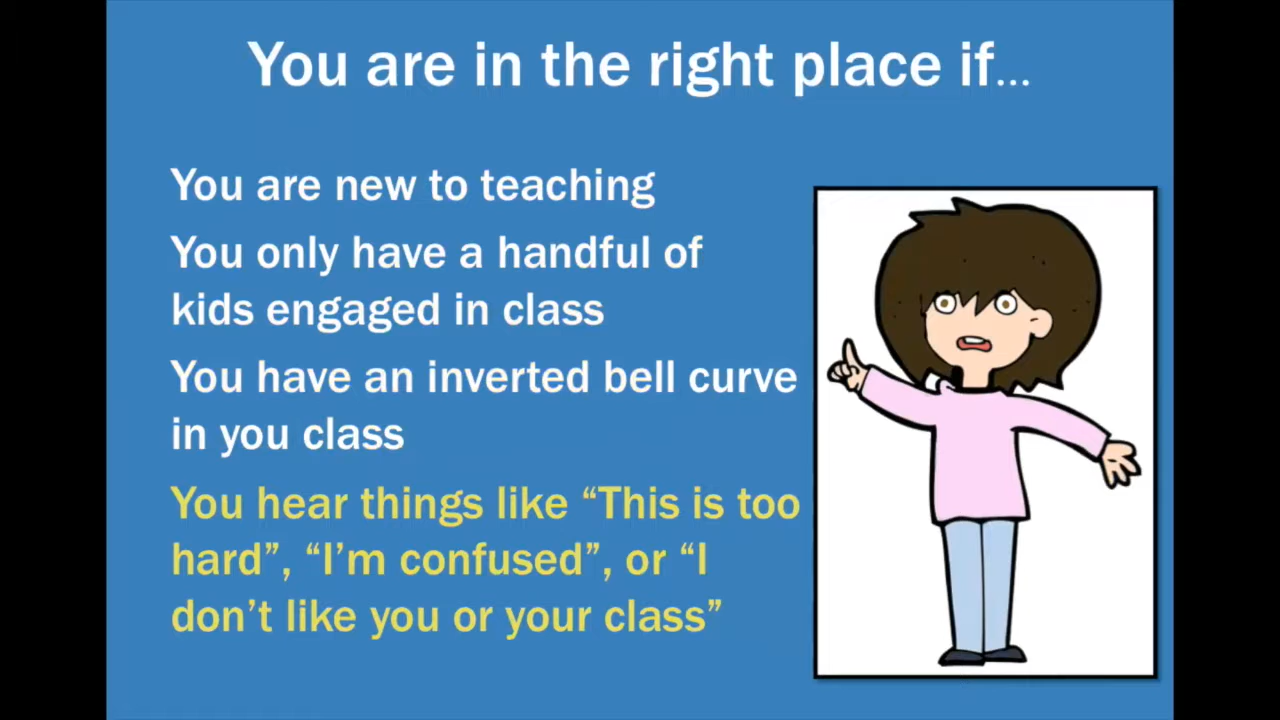 You are in the right place if...
You are new to teaching
You only have a handful of
kids engaged in class
You have an inverted bell curve
in you class
You hear things like “This is too
hard”, “I’m confused”, or “I
don’t like you or your class”